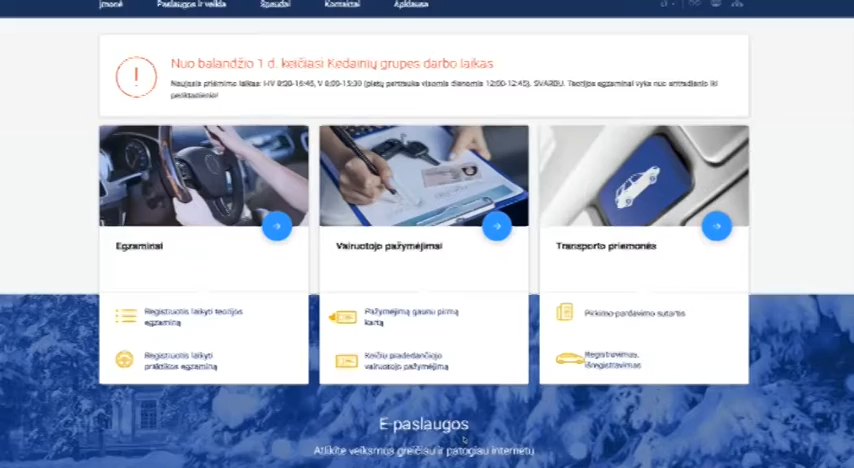 Įmonė Paslaugos ir veikla Spaudai Kontaktai Apklausa
Nuo balandžio 1 d. keičiasi Kėdainių grupės darbo laikas
Naujasis priėmimo laikas: I-IV 8:00-16:45, V 8:00-15:30 (pietų pertrauka visomis dienomis 12:00-12:45). SVARBU. Teorijos egzaminai vyks nuo antradienio iki
penktadienio!
Egzaminai
Vairuotojo pažymėjimai
Transporto priemonės
Registruotis laikyti teorijos
egzaminą
Pažymėjimą gaunu pirmą
kartą
Pirkimo-pardavimo sutartis
Registruotis laikyti
praktikos egzaminą
Keičiu pradedančiojo
vairuotojo pažymėjimą
Registravimas,
išregistravimas
E-paslaugos
Atlikite veiksmus greičiau ir patogiau internetu